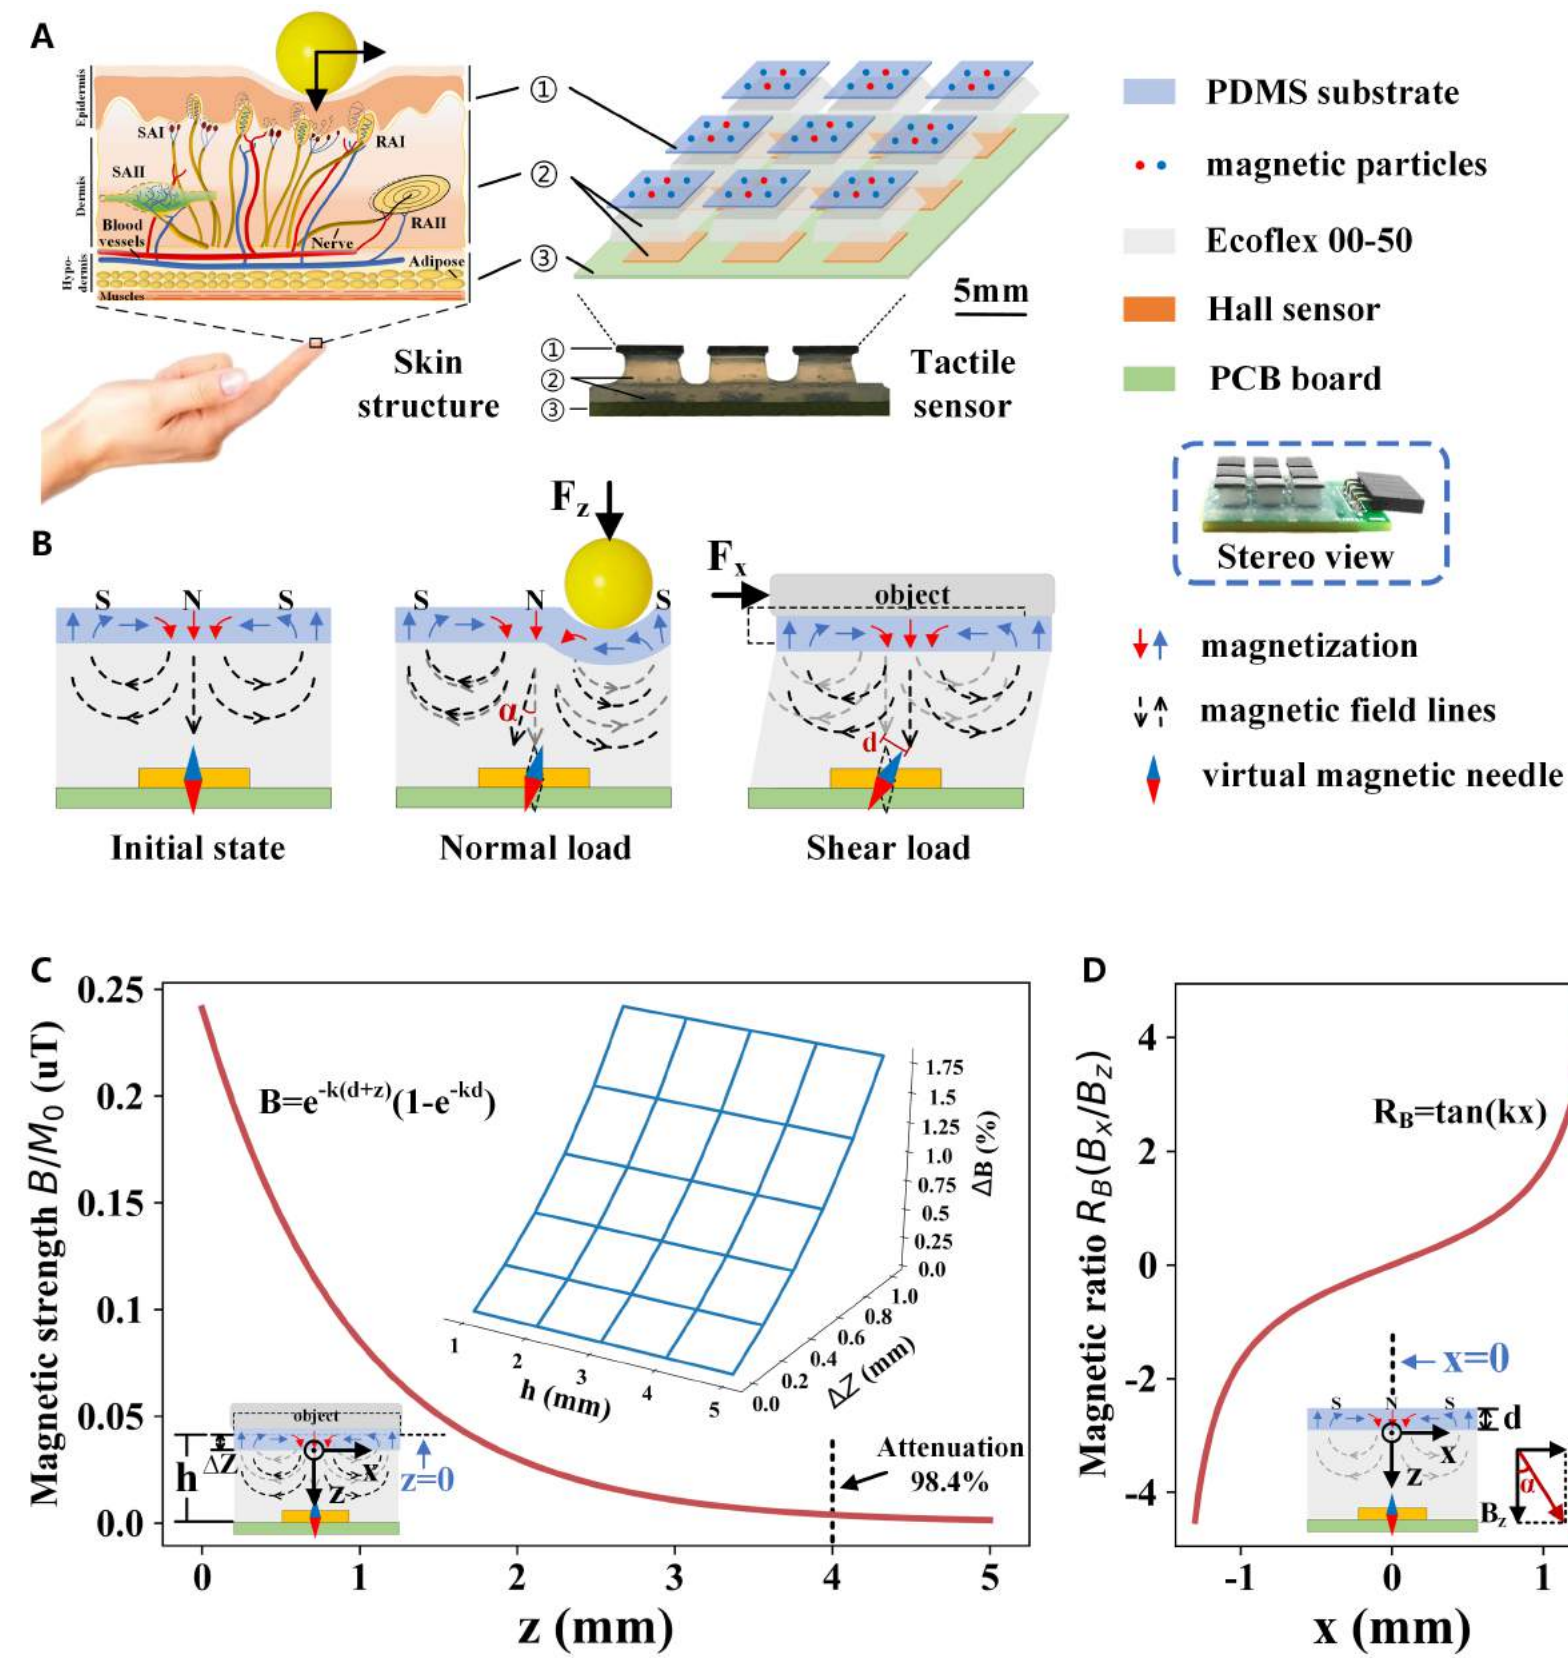 A
Epidermis
Dermis
Hypo-
dermis
SAI
RAI
SAII
RAII
Blood
vessels
Nerve
Adipose
Muscles
①
②
③
Skin
structure
5mm
①
②
③
Tactile
sensor
PDMS substrate
magnetic particles
Ecoflex 00-50
Hall sensor
PCB board
Stereo view
B
S N S
Initial state
Fz
S N S
α
Normal load
Fx
object
d
Shear load
magnetization
magnetic field lines
virtual magnetic needle
C
Magnetic strength B/M0 (uT)
0.25
0.2
0.15
0.1
0.05
0.0
B=e-k(d+z)(1-e-kd)
1.75
1.5
1.25
1.0
0.75
0.5
0.25
0.0
ΔB (%)
1 2 3 4 5
h (mm)
0.0 0.2 0.4 0.6 0.8 1.0
ΔZ (mm)
object
h
ΔZ
x
z
z=0
Attenuation
98.4%
0 1 2 3 4 5
z (mm)
D
Magnetic ratio RB(Bx/Bz)
4
2
0
-2
-4
RB=tan(kx)
x=0
S N S
d
x
z
α
Bz
-1 0 1
x (mm)